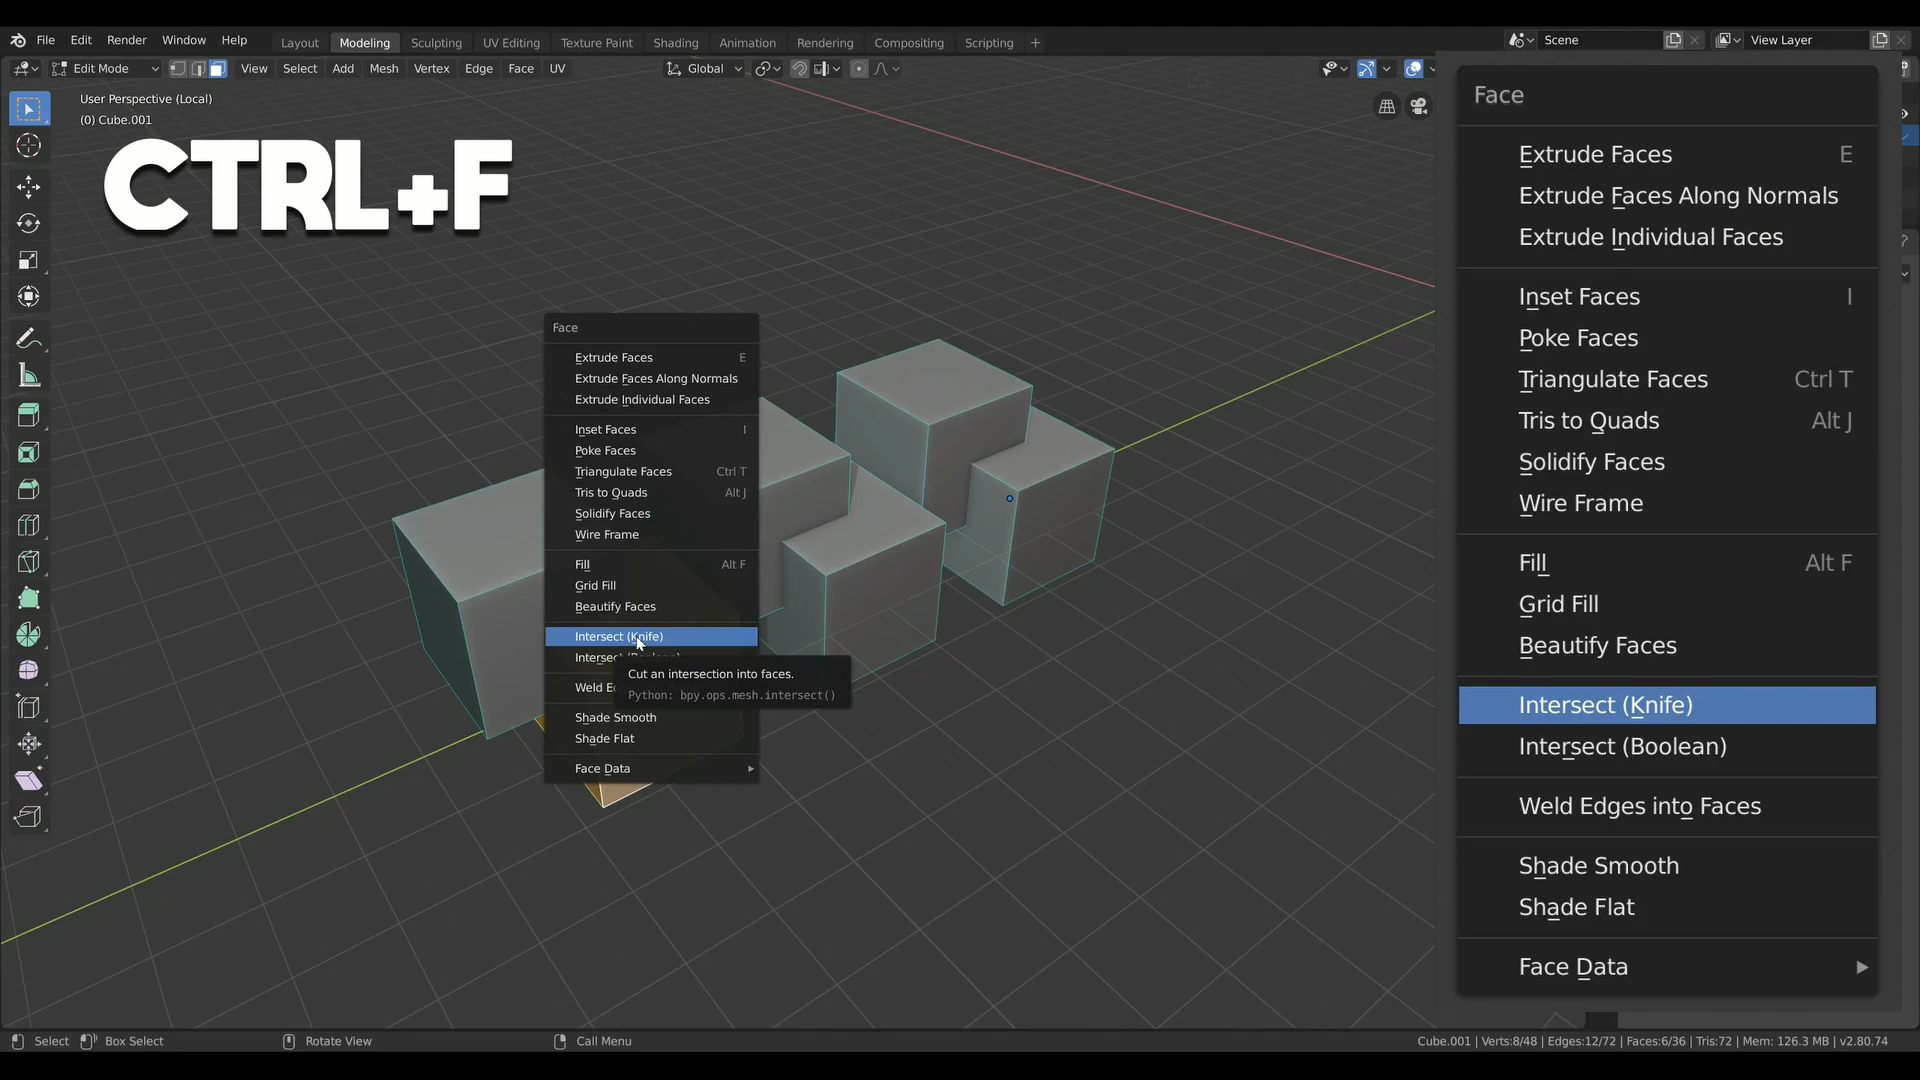 File Edit Render Window Help Layout Modeling Sculpting UV Editing Texture Paint Shading Animation Rendering Compositing Scripting + Scene View Layer
Edit Mode View Select Add Mesh Vertex Edge Face UV Global
User Perspective (Local)
(0) Cube.001
CTRL+F
Face
Extrude Faces E
Extrude Faces Along Normals
Extrude Individual Faces
Inset Faces I
Poke Faces
Triangulate Faces Ctrl T
Tris to Quads Alt J
Solidify Faces
Wire Frame
Fill Alt F
Grid Fill
Beautify Faces
Intersect (Knife)
Cut an intersection into faces.
Python: bpy.ops.mesh.intersect()
Shade Smooth
Shade Flat
Face Data
Face
Extrude Faces E
Extrude Faces Along Normals
Extrude Individual Faces
Inset Faces I
Poke Faces
Triangulate Faces Ctrl T
Tris to Quads Alt J
Solidify Faces
Wire Frame
Fill Alt F
Grid Fill
Beautify Faces
Intersect (Knife)
Intersect (Boolean)
Weld Edges into Faces
Shade Smooth
Shade Flat
Face Data
Select Box Select Rotate View Call Menu Cube.001 | Verts:8/48 | Edges:12/72 | Faces:6/36 | Tris:72 | Mem: 126.3 MB | v2.80.74